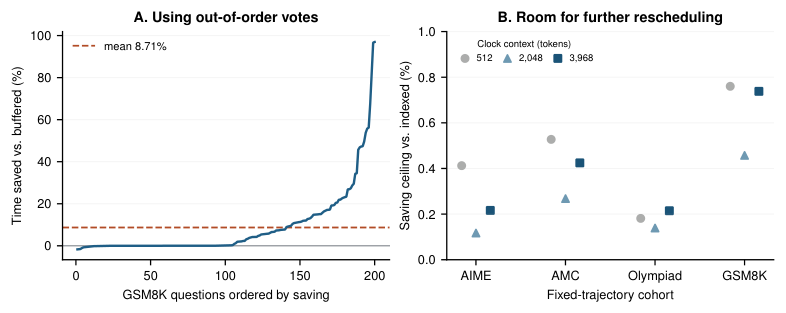 A. Using out-of-order votes
mean 8.71%
Time saved vs. buffered (%)
100
80
60
40
20
0
0 50 100 150 200
GSM8K questions ordered by saving
B. Room for further rescheduling
Clock context (tokens)
512 2,048 3,968
Saving ceiling vs. indexed (%)
1.0
0.8
0.6
0.4
0.2
0.0
AIME AMC Olympiad GSM8K
Fixed-trajectory cohort